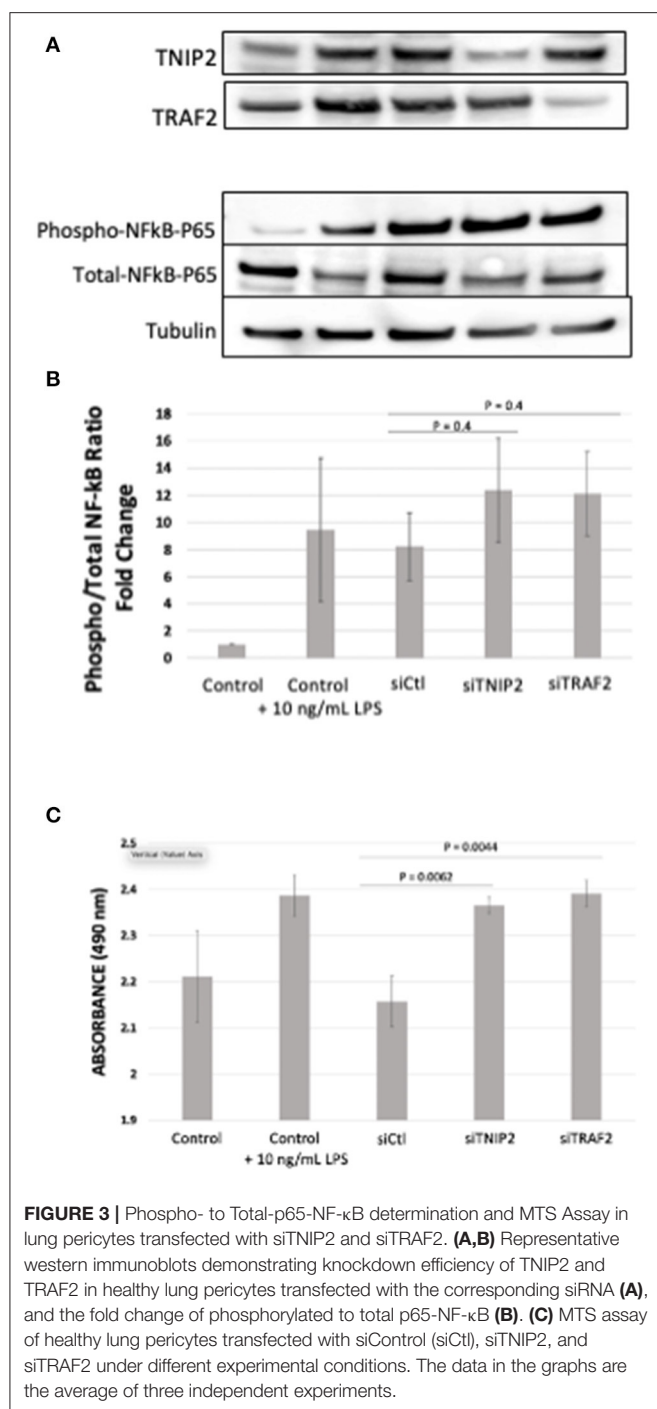 A
TNIP2
TRAF2
Phospho-NFkB-P65
Total-NFkB-P65
Tubulin
B
Phospho/Total NF-kB Ratio
Fold Change
18
16
14
12
10
8
6
4
2
0
P = 0.4
P = 0.4
Control
Control
+ 10 ng/mL LPS
siCtl
siTNIP2
siTRAF2
C
ABSORBANCE (490 nm)
2.5
2.4
2.3
2.2
2.1
2
1.9
Vertical (Value) Axis
P = 0.0044
P = 0.0062
Control
Control
+ 10 ng/mL LPS
siCtl
siTNIP2
siTRAF2
FIGURE 3 | Phospho- to Total-p65-NF-κB determination and MTS Assay in
lung pericytes transfected with siTNIP2 and siTRAF2. (A,B) Representative
western immunoblots demonstrating knockdown efficiency of TNIP2 and
TRAF2 in healthy lung pericytes transfected with the corresponding siRNA (A),
and the fold change of phosphorylated to total p65-NF-κB (B). (C) MTS assay
of healthy lung pericytes transfected with siControl (siCtl), siTNIP2, and
siTRAF2 under different experimental conditions. The data in the graphs are
the average of three independent experiments.